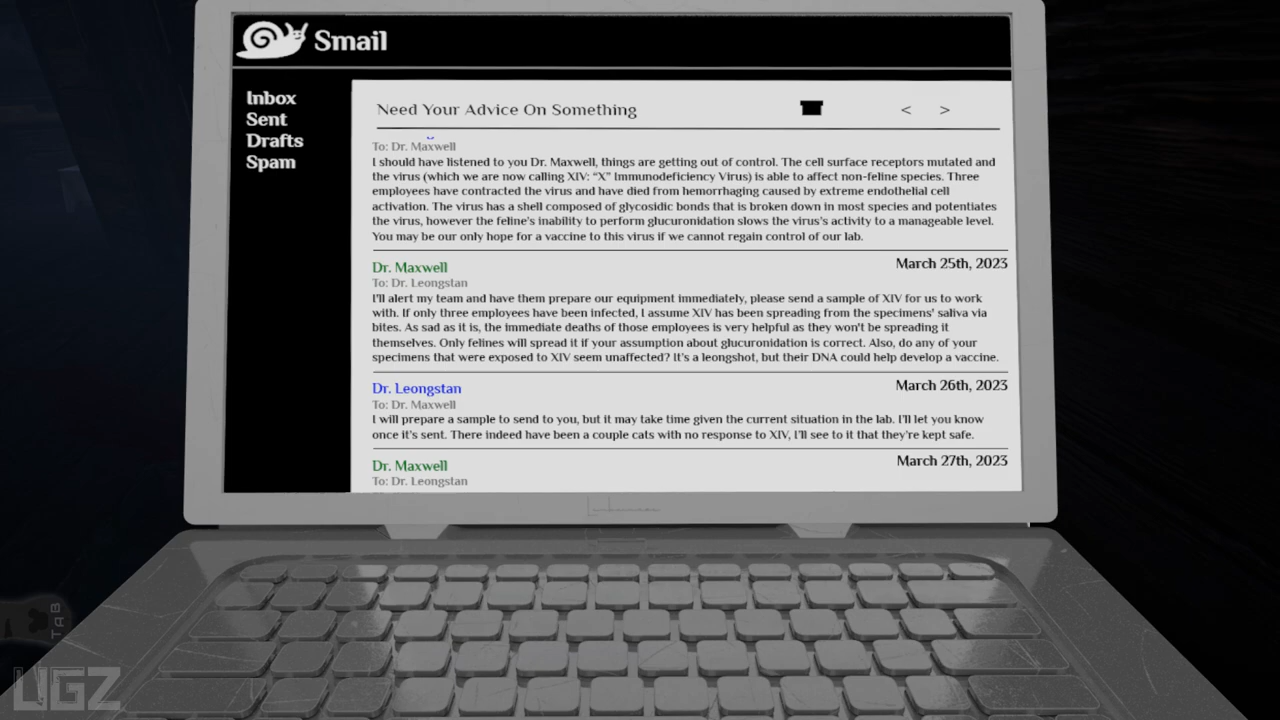 Smail
Inbox
Sent
Drafts
Spam
Need Your Advice On Something
< >
To: Dr. Maxwell
I should have listened to you Dr. Maxwell, things are getting out of control. The cell surface receptors mutated and
the virus (which we are now calling XIV: “X” Immunodeficiency Virus) is able to affect non-feline species. Three
employees have contracted the virus and have died from hemorrhaging caused by extreme endothelial cell
activation. The virus has a shell composed of glycosidic bonds that is broken down in most species and potentiates
the virus, however the feline's inability to perform glucuronidation slows the virus's activity to a manageable level.
You may be our only hope for a vaccine to this virus if we cannot regain control of our lab.
Dr. Maxwell March 25th, 2023
To: Dr. Leongstan
I'll alert my team and have them prepare our equipment immediately, please send a sample of XIV for us to work
with. If only three employees have been infected, I assume XIV has been spreading from the specimens' saliva via
bites. As sad as it is, the immediate deaths of those employees is very helpful as they won't be spreading it
themselves. Only felines will spread it if your assumption about glucuronidation is correct. Also, do any of your
specimens that were exposed to XIV seem unaffected? It's a leongshot, but their DNA could help develop a vaccine.
Dr. Leongstan March 26th, 2023
To: Dr. Maxwell
I will prepare a sample to send to you, but it may take time given the current situation in the lab. I'll let you know
once it's sent. There indeed have been a couple cats with no response to XIV, I'll see to it that they're kept safe.
Dr. Maxwell March 27th, 2023
To: Dr. Leongstan
TAB
UGZ